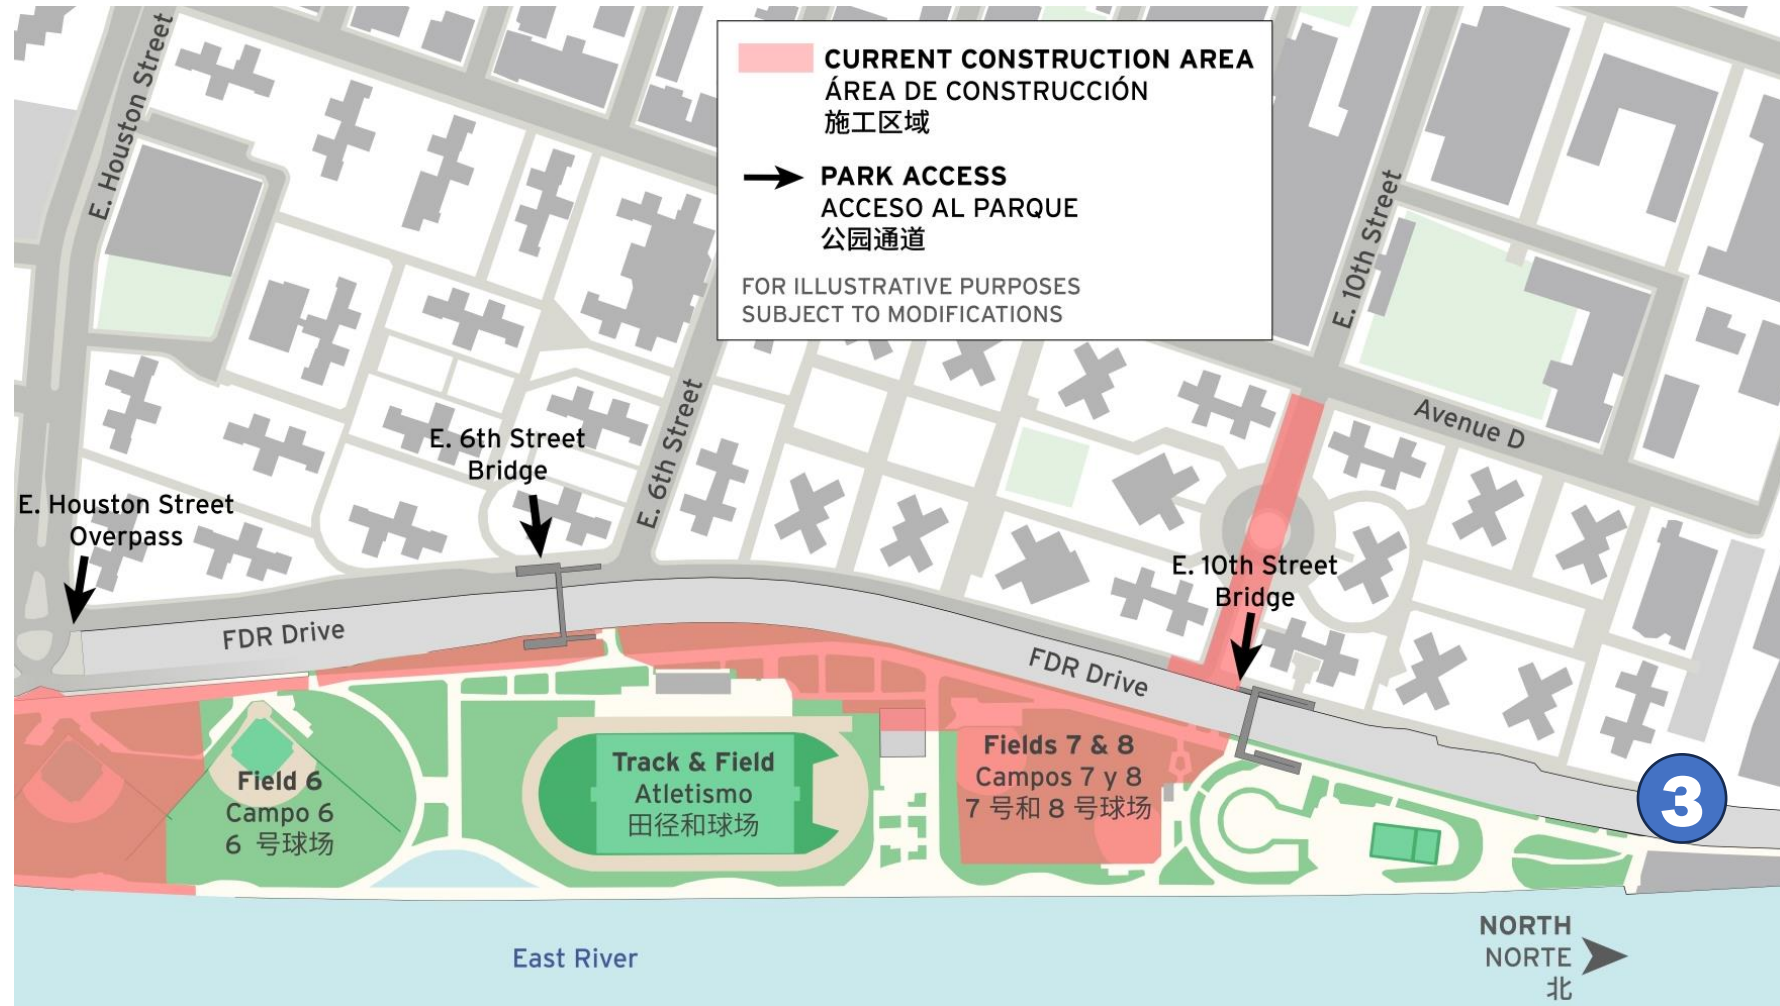 CURRENT CONSTRUCTION AREA
ÁREA DE CONSTRUCCIÓN
施工区域
PARK ACCESS
ACCESO AL PARQUE
公园通道
FOR ILLUSTRATIVE PURPOSES
SUBJECT TO MODIFICATIONS
E. Houston Street
E. 10th Street
Avenue D
E. 6th Street
Bridge
E. 6th Street
E. Houston Street
Overpass
E. 10th Street
Bridge
FDR Drive
FDR Drive
Field 6
Campo 6
6 号球场
Track & Field
Atletismo
田径和球场
Fields 7 & 8
Campos 7 y 8
7 号和 8 号球场
3
East River
NORTH
NORTE
北